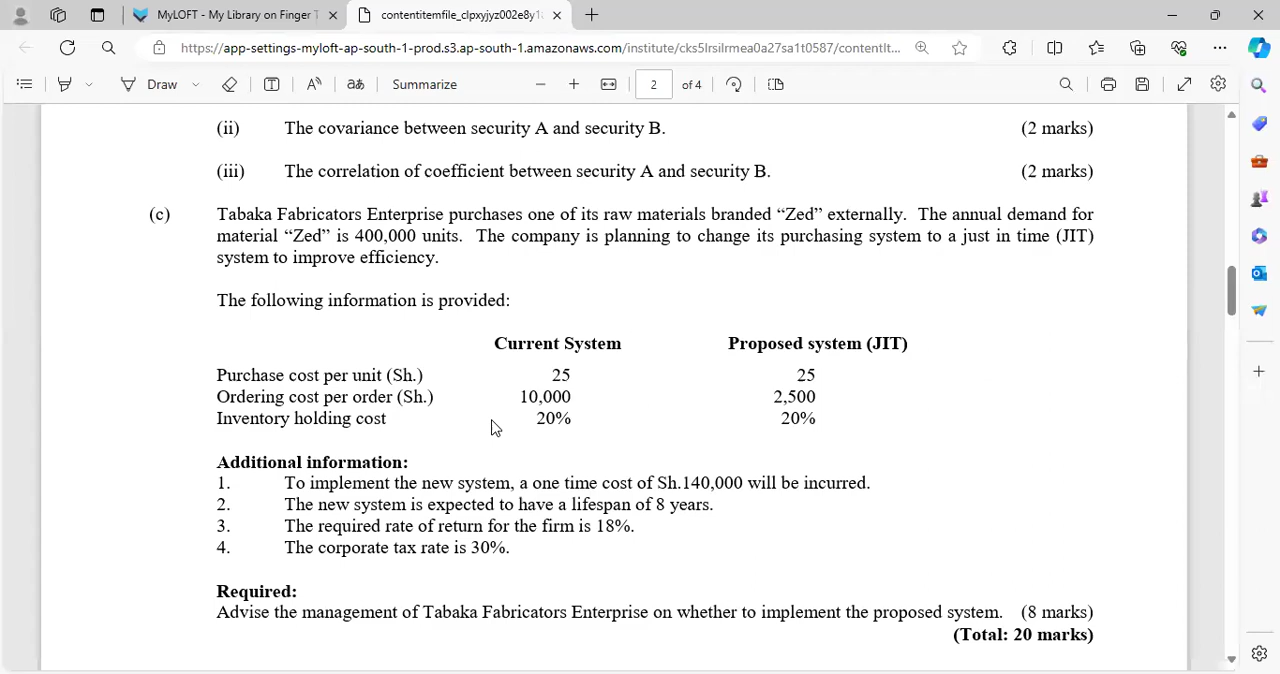 MyLOFT - My Library on Finger T
contentitemfile_clpxyjyz002e8y1
https://app-settings-myloft-ap-south-1-prod.s3.ap-south-1.amazonaws.com/institute/cks5lrsilrmea0a27sa1t0587/contentIt...
Draw
aあ
Summarize
2
of 4
(ii) The covariance between security A and security B. (2 marks)
(iii) The correlation of coefficient between security A and security B. (2 marks)
(c) Tabaka Fabricators Enterprise purchases one of its raw materials branded “Zed” externally. The annual demand for
material “Zed” is 400,000 units. The company is planning to change its purchasing system to a just in time (JIT)
system to improve efficiency.
The following information is provided:
Current System Proposed system (JIT)
Purchase cost per unit (Sh.) 25 25
Ordering cost per order (Sh.) 10,000 2,500
Inventory holding cost 20% 20%
Additional information:
1. To implement the new system, a one time cost of Sh.140,000 will be incurred.
2. The new system is expected to have a lifespan of 8 years.
3. The required rate of return for the firm is 18%.
4. The corporate tax rate is 30%.
Required:
Advise the management of Tabaka Fabricators Enterprise on whether to implement the proposed system. (8 marks)
(Total: 20 marks)